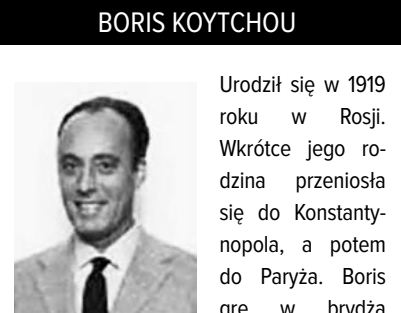 BORIS KOYTCHOU
Urodził się w 1919
roku w Rosji.
Wkrótce jego ro-
dzina przeniosła
się do Konstanty-
nopola, a potem
do Paryża. Boris
grę w brydża